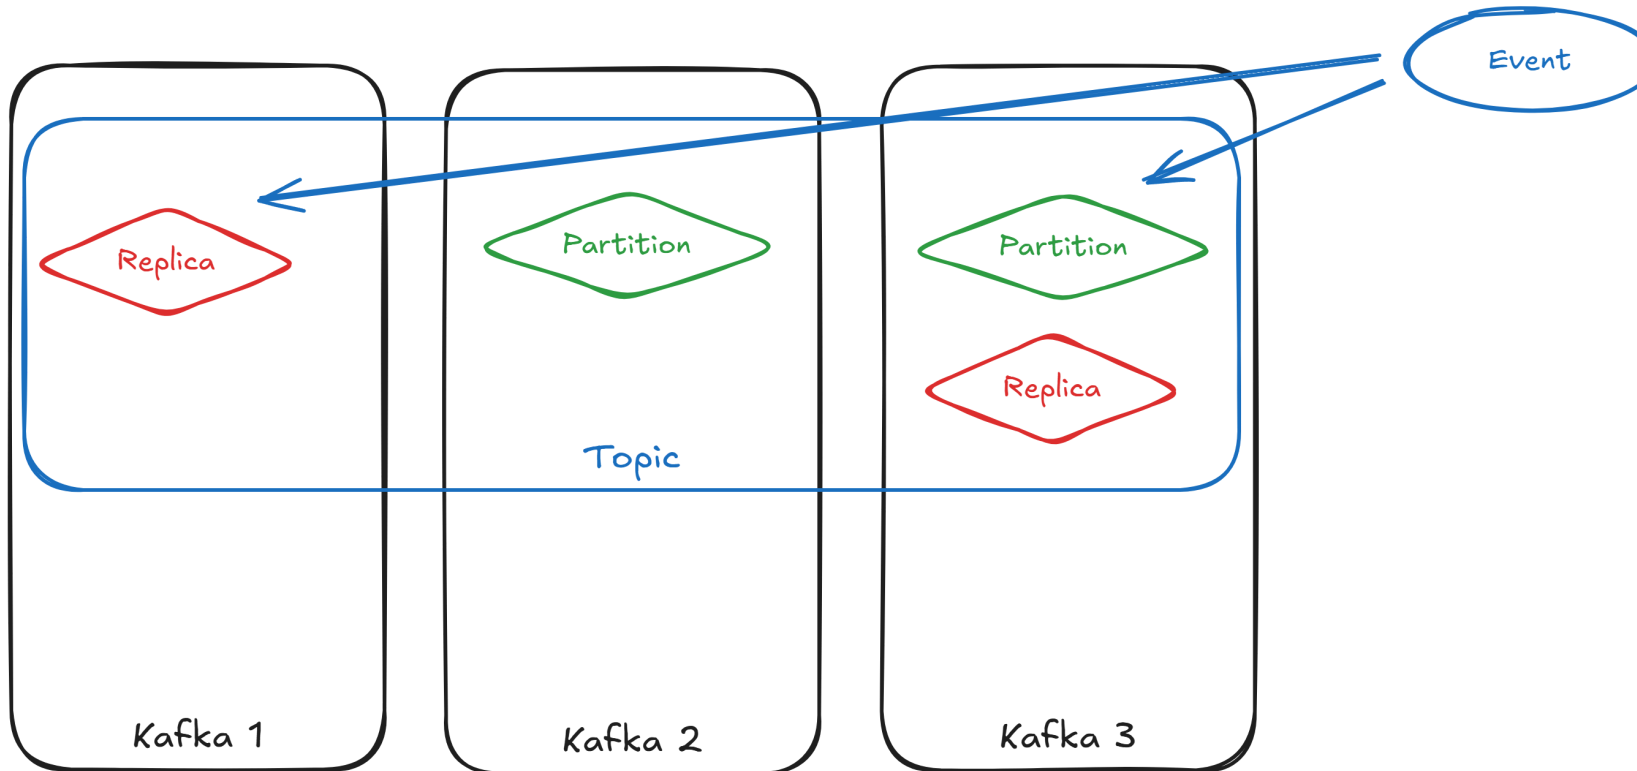 Event
Replica
Partition
Partition
Replica
Topic
Kafka 1
Kafka 2
Kafka 3